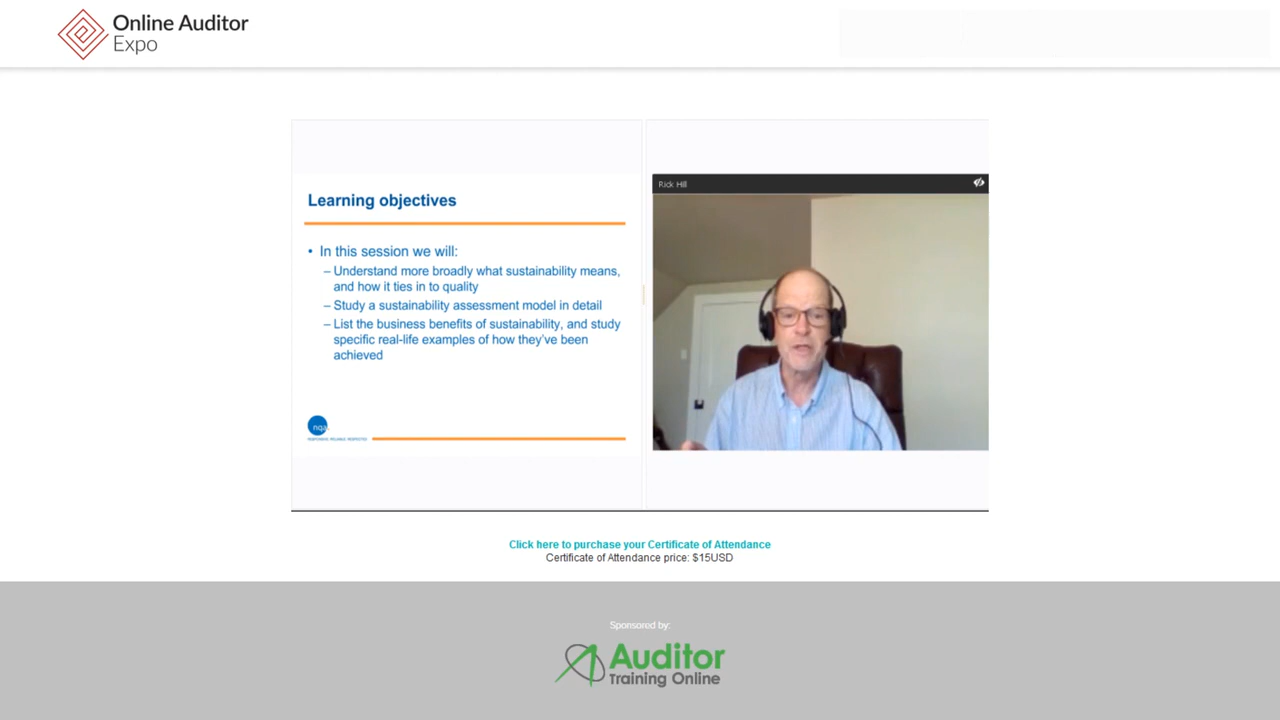 Online Auditor
Expo
Learning objectives
• In this session we will:
– Understand more broadly what sustainability means,
and how it ties in to quality
– Study a sustainability assessment model in detail
– List the business benefits of sustainability, and study
specific real-life examples of how they've been
achieved
nqa
RESPONSIVE. RELIABLE. RESPECTED.
Rick Hill
Click here to purchase your Certificate of Attendance
Certificate of Attendance price: $15USD
Sponsored by:
Auditor
Training Online